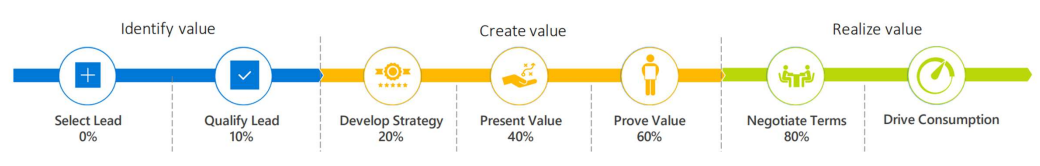 Identify value
Create value
Realize value
Select Lead
0%
Qualify Lead
10%
Develop Strategy
20%
Present Value
40%
Prove Value
60%
Negotiate Terms
80%
Drive Consumption